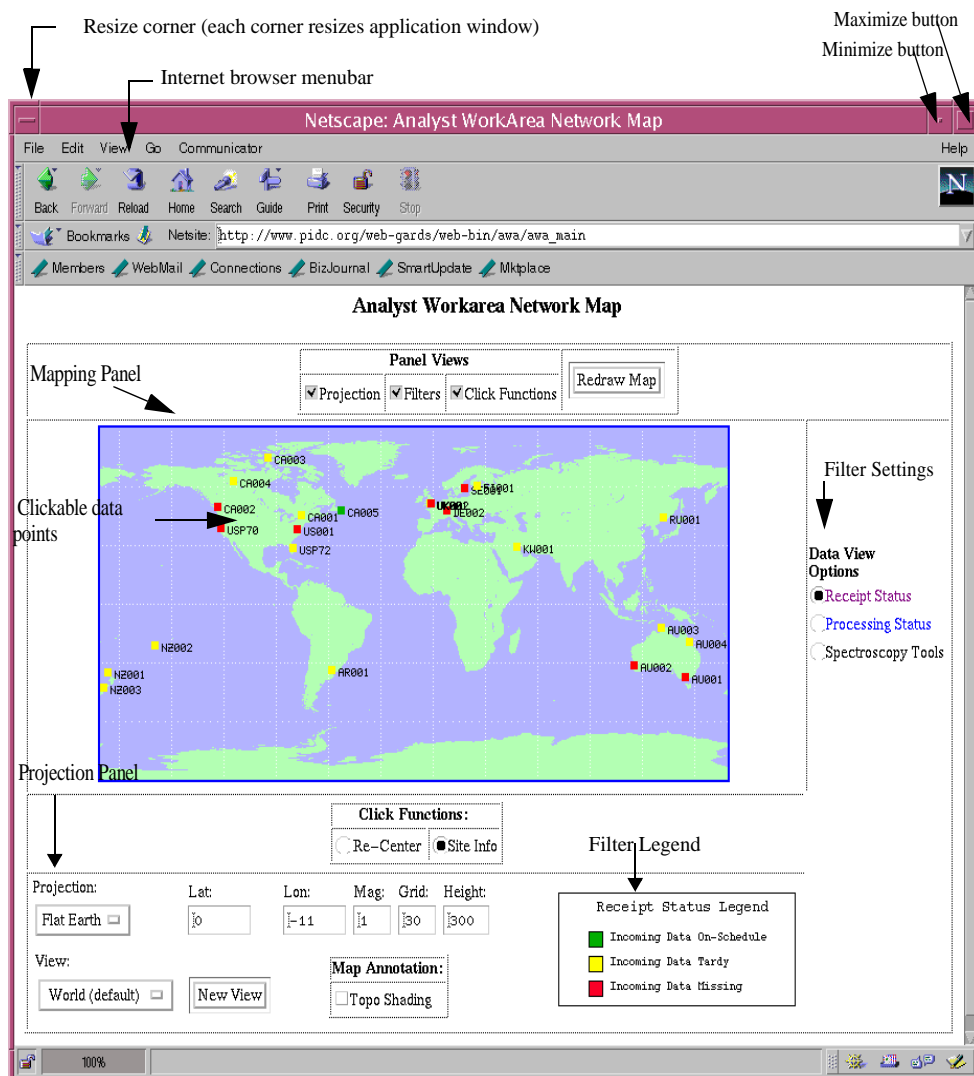 Resize corner (each corner resizes application window)
Maximize button
Minimize button
Internet browser menubar
Netscape: Analyst WorkArea Network Map
File Edit View Go Communicator Help
Back Forward Reload Home Search Guide Print Security Stop
N
Bookmarks Netsite: http://www.pidc.org/web-gards/web-bin/awa/awa_main
Members WebMail Connections BizJournal SmartUpdate Mktplace
Analyst Workarea Network Map
Panel Views
Projection Filters Click Functions
Redraw Map
Mapping Panel
Clickable data
points
CA003
CA004
CA002
CA001
CA005
USP70
US001
USP72
SE001
FI001
DE002
RU001
KW001
NZ002
NZ001
NZ003
AR001
AU003
AU004
AU002
AU001
Filter Settings
Data View
Options
Receipt Status
Processing Status
Spectroscopy Tools
Projection Panel
Click Functions:
Re-Center Site Info
Filter Legend
Projection: Lat: Lon: Mag: Grid: Height:
Flat Earth 0 -11 1 30 300
View:
World (default) New View
Map Annotation:
Topo Shading
Receipt Status Legend
Incoming Data On-Schedule
Incoming Data Tardy
Incoming Data Missing
100%